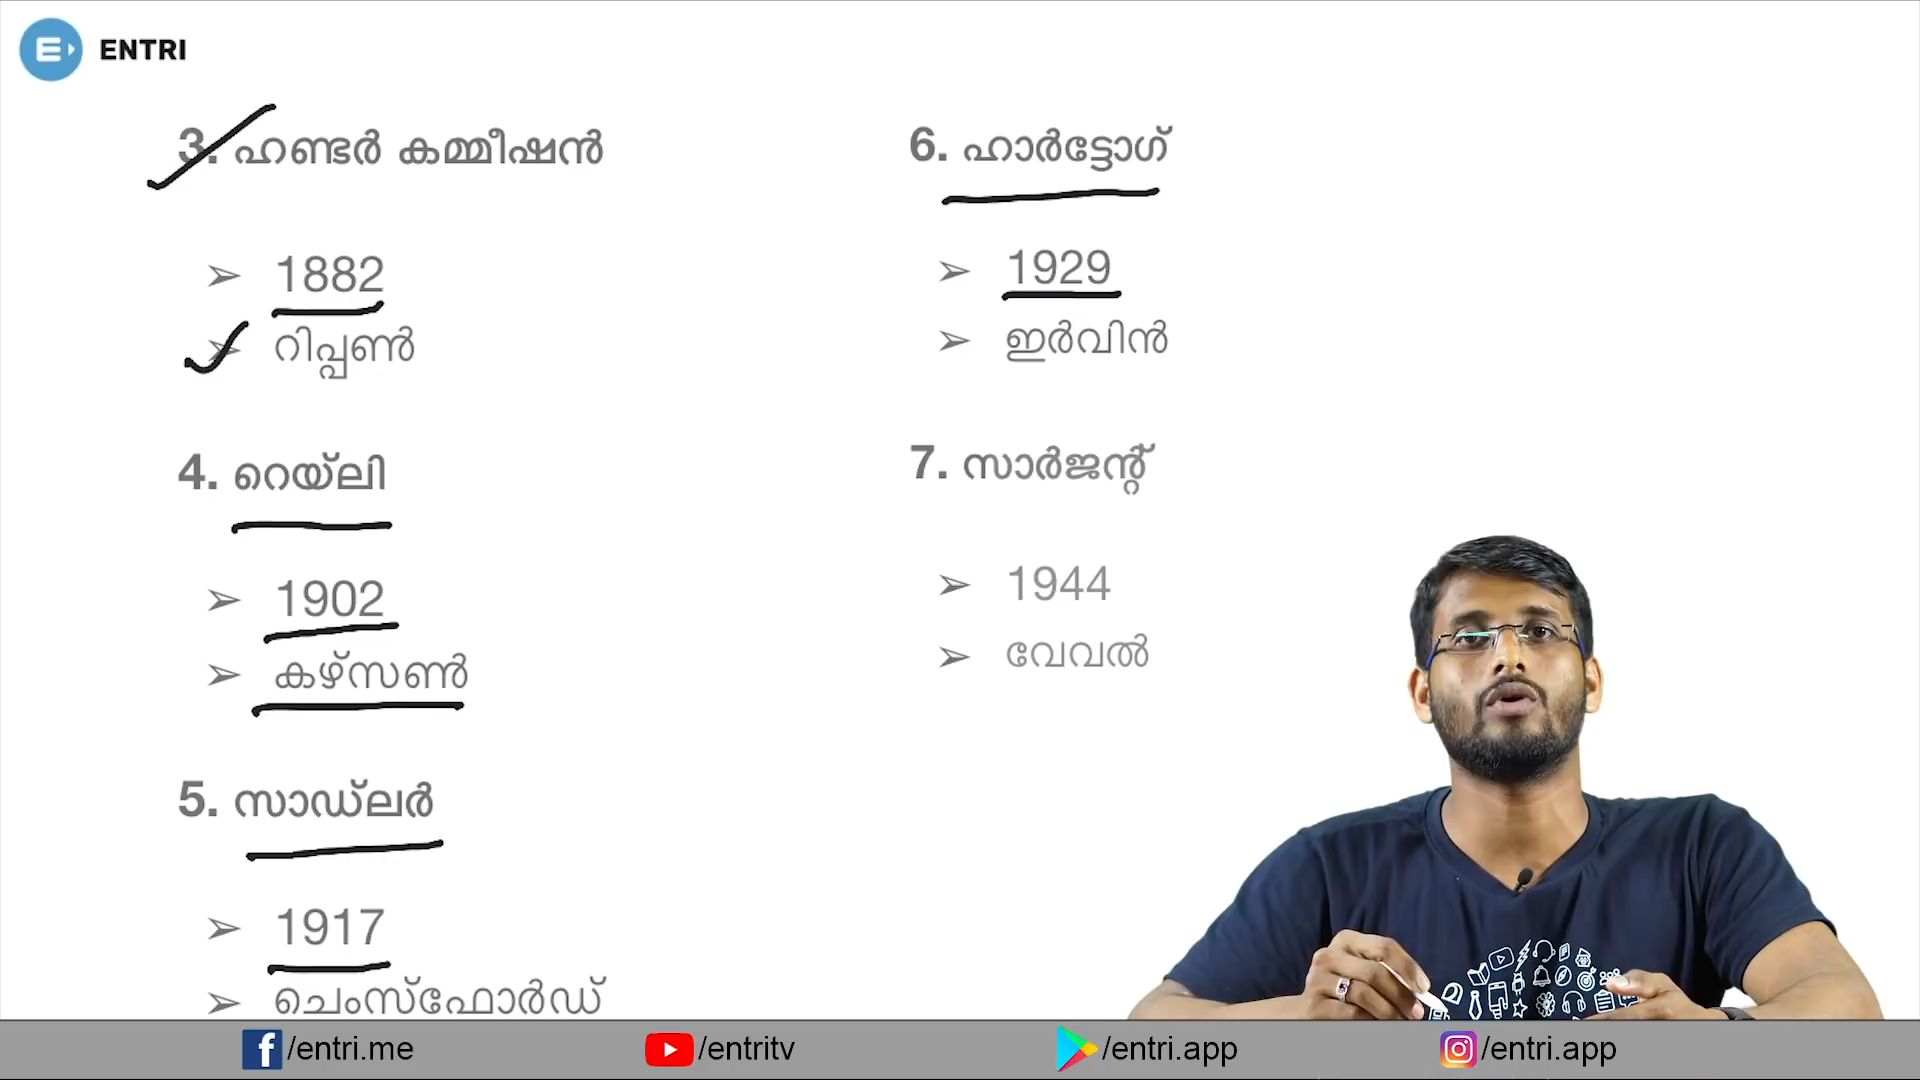 ENTRI
3. ഹണ്ടർ കമ്മീഷൻ
➢ 1882
➢ റിപ്പൺ
4. റെയ്ലി
➢ 1902
➢ കഴ്സൺ
5. സാഡ്ലർ
➢ 1917
➢ ചെംസ്ഫോർഡ്
6. ഹാർട്ടോഗ്
➢ 1929
➢ ഇർവിൻ
7. സാർജന്റ്
➢ 1944
➢ വേവൽ
/entri.me
/entritv
/entri.app
/entri.app